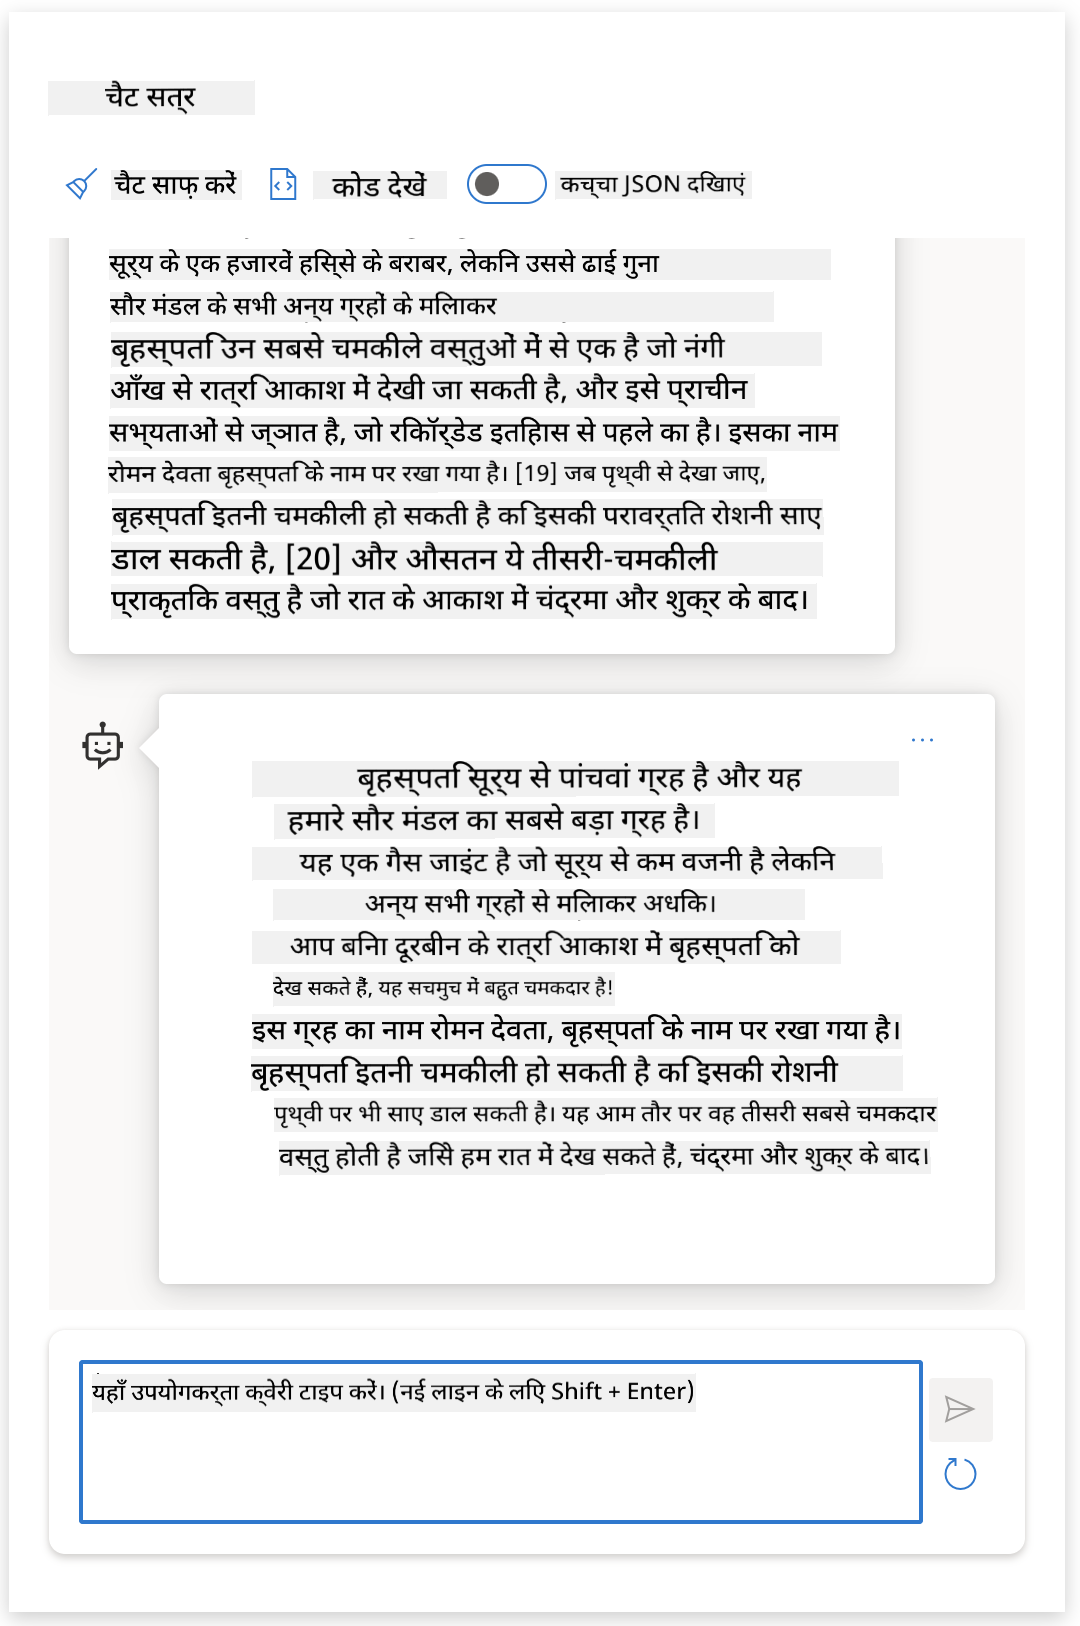 चैट सत्र
चैट साफ़ करें
कोड देखें
कच्चा JSON दिखाएं
सूर्य के एक हजारवें हिस्से के बराबर, लेकिन उससे ढाई गुना
सौर मंडल के सभी अन्य ग्रहों के मिलाकर
बृहस्पति उन सबसे चमकीले वस्तुओं में से एक है जो नंगी
आँख से रात्रि आकाश में देखी जा सकती है, और इसे प्राचीन
सभ्यताओं से ज्ञात है, जो रिकॉर्डेड इतिहास से पहले का है। इसका नाम
रोमन देवता बृहस्पति के नाम पर रखा गया है। [19] जब पृथ्वी से देखा जाए,
बृहस्पति इतनी चमकीली हो सकती है कि इसकी परावर्तित रोशनी साए
डाल सकती है, [20] और औसतन ये तीसरी-चमकीली
प्राकृतिक वस्तु है जो रात के आकाश में चंद्रमा और शुक्र के बाद।
बृहस्पति सूर्य से पांचवां ग्रह है और यह
हमारे सौर मंडल का सबसे बड़ा ग्रह है।
यह एक गैस जाइंट है जो सूर्य से कम वजनी है लेकिन
अन्य सभी ग्रहों से मिलाकर अधिक।
आप बिना दूरबीन के रात्रि आकाश में बृहस्पति को
देख सकते हैं, यह सचमुच में बहुत चमकदार है!
इस ग्रह का नाम रोमन देवता, बृहस्पति के नाम पर रखा गया है।
बृहस्पति इतनी चमकीली हो सकती है कि इसकी रोशनी
पृथ्वी पर भी साए डाल सकती है। यह आम तौर पर वह तीसरी सबसे चमकदार
वस्तु होती है जिसे हम रात में देख सकते हैं, चंद्रमा और शुक्र के बाद।
यहाँ उपयोगकर्ता क्वेरी टाइप करें। (नई लाइन के लिए Shift + Enter)